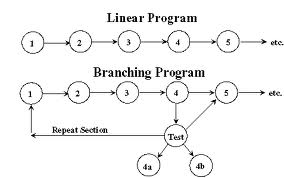 Linear Program
1 2 3 4 5 etc.
Branching Program
1 2 3 4 5 etc.
Repeat Section Test
4a 4b